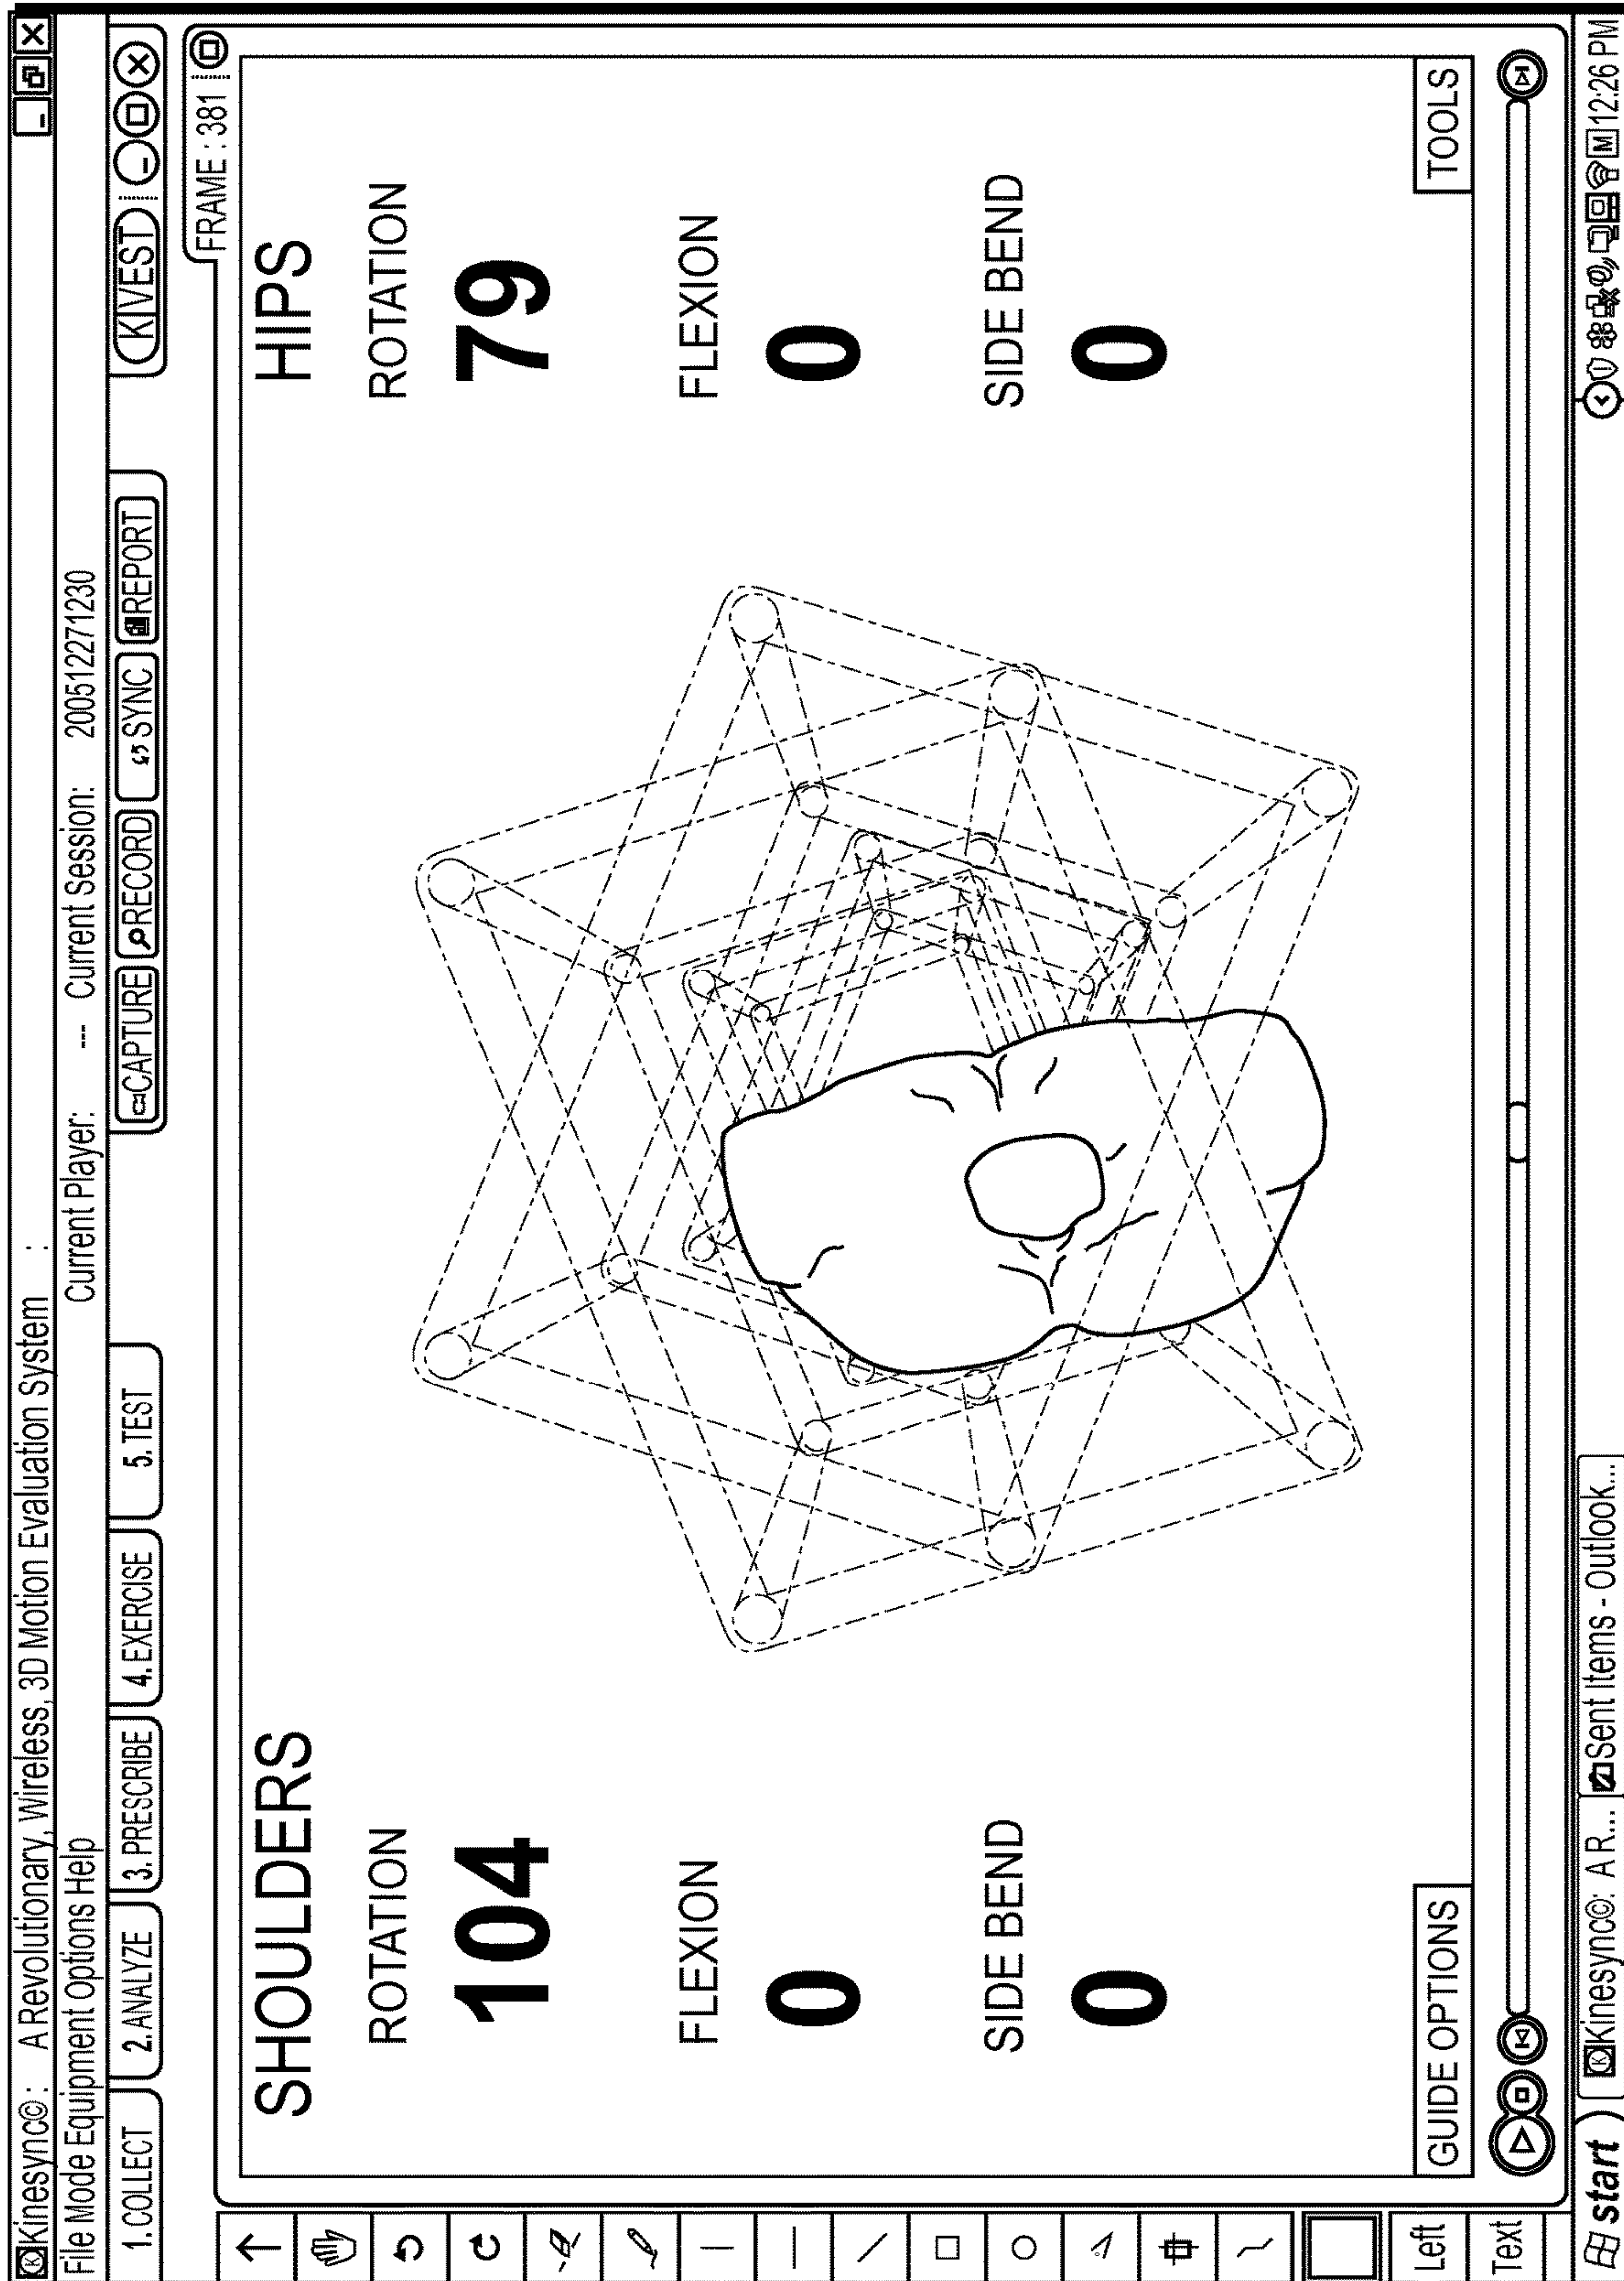 Kinesync©: A Revolutionary, Wireless, 3D Motion Evaluation System :
File Mode Equipment Options Help
Current Player: --- Current Session: 200512271230
1. COLLECT 2. ANALYZE 3. PRESCRIBE 4. EXERCISE 5. TEST CAPTURE RECORD SYNC REPORT K VEST
FRAME : 381
SHOULDERS HIPS
ROTATION ROTATION
104 79
FLEXION FLEXION
0 0
SIDE BEND SIDE BEND
0 0
GUIDE OPTIONS TOOLS
Left
Text
start Kinesync©: A R... Sent Items - Outlook... 12:26 PM